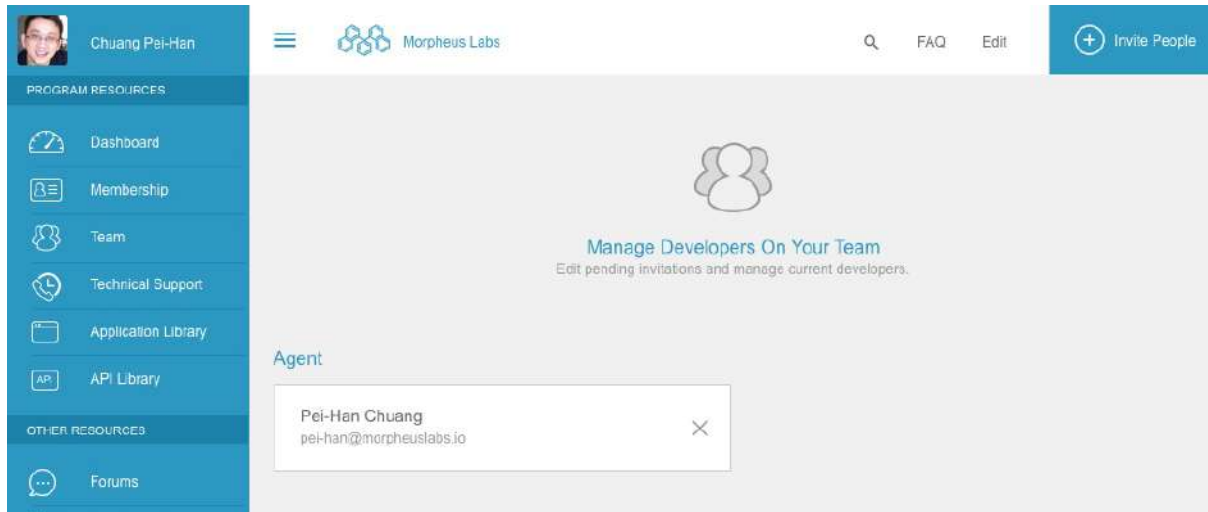 Chuang Pei-Han
Morpheus Labs
FAQ
Edit
Invite People
PROGRAM RESOURCES
Dashboard
Membership
Team
Technical Support
Application Library
API
API Library
OTHER RESOURCES
Forums
Manage Developers On Your Team
Edit pending invitations and manage current developers.
Agent
Pei-Han Chuang
pei-han@morpheuslabs.io